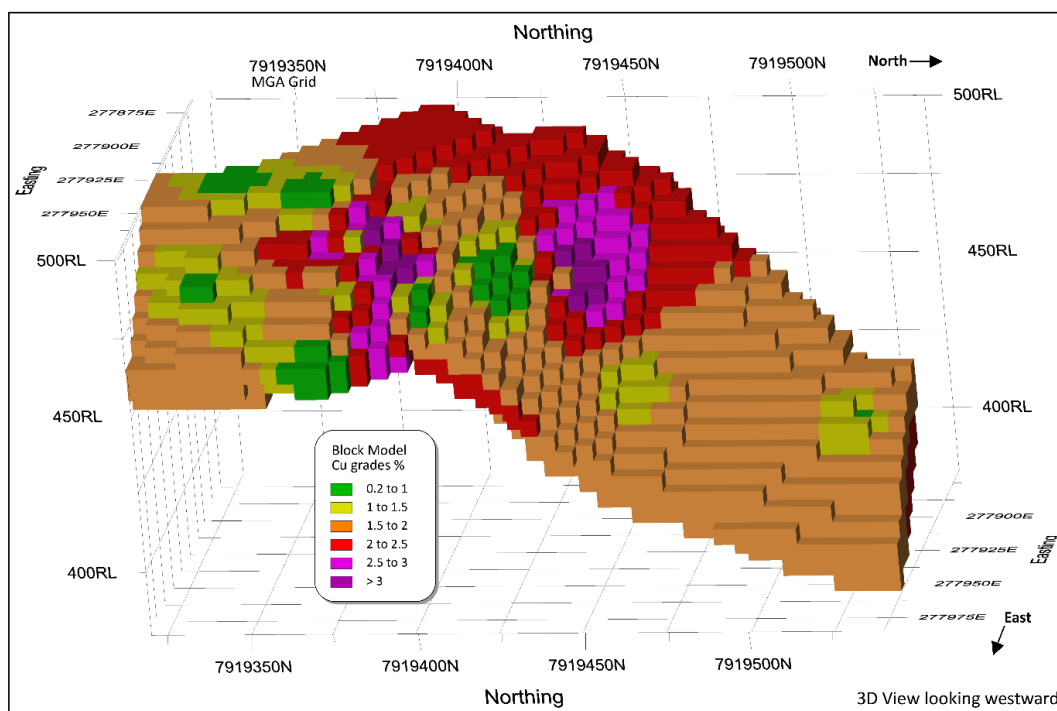 Northing
7919350N 7919400N 7919450N 7919500N
MGA Grid
North
500RL
277875E
277900E
277925E
277950E
Easting
500RL
450RL
450RL
400RL
400RL
Block Model
Cu grades %
0.2 to 1
1 to 1.5
1.5 to 2
2 to 2.5
2.5 to 3
> 3
277900E
277925E
277950E
277975E
Easting
East
7919350N 7919400N 7919450N 7919500N
Northing
3D View looking westward